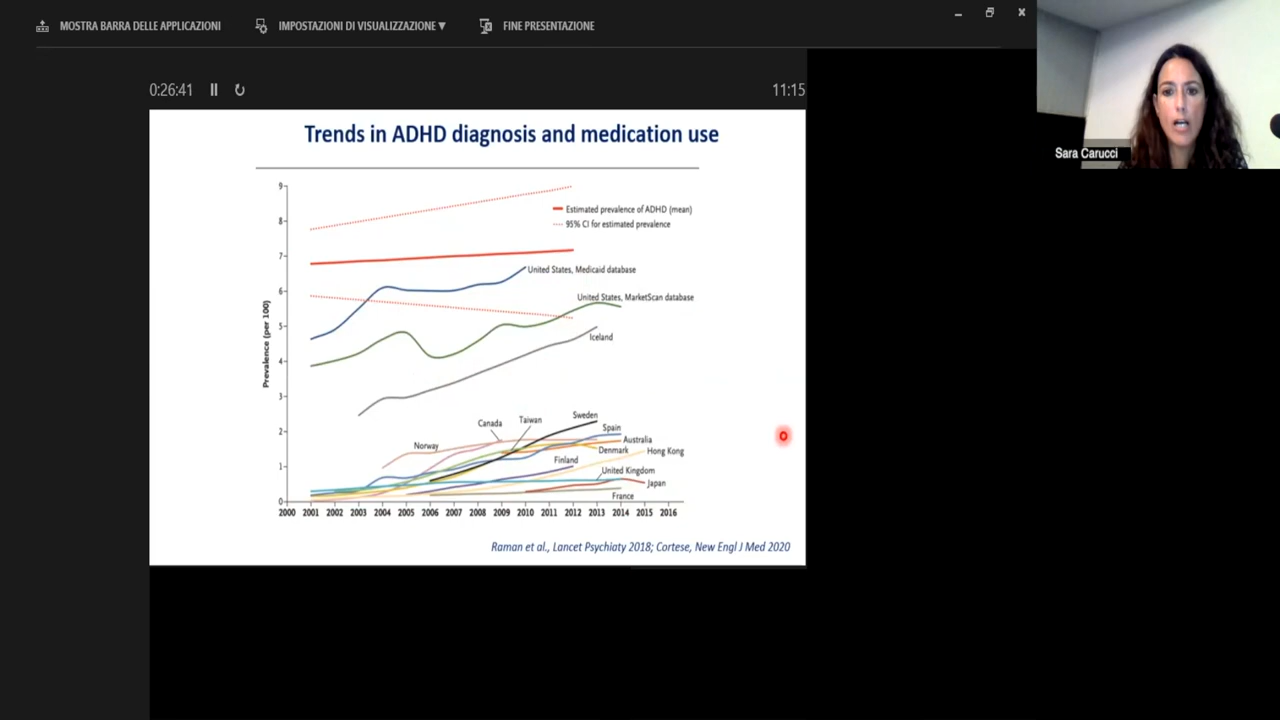 MOSTRA BARRA DELLE APPLICAZIONI
IMPOSTAZIONI DI VISUALIZZAZIONE ▼
FINE PRESENTAZIONE
Sara Carucci
0:26:41
11:15
Trends in ADHD diagnosis and medication use
9
8
7
6
5
4
3
2
1
0
Prevalence (per 100)
Estimated prevalence of ADHD (mean)
95% CI for estimated prevalence
United States, Medicaid database
United States, MarketScan database
Iceland
Sweden
Taiwan
Canada
Spain
Norway
Australia
Denmark
Hong Kong
Finland
United Kingdom
Japan
France
2000 2001 2002 2003 2004 2005 2006 2007 2008 2009 2010 2011 2012 2013 2014 2015 2016
Raman et al., Lancet Psychiaty 2018; Cortese, New Engl J Med 2020